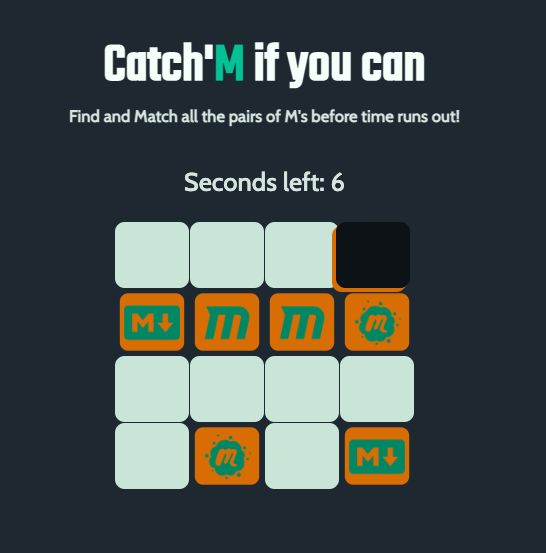 Catch'M if you can
Find and Match all the pairs of M's before time runs out!
Seconds left: 6
M m m m
m M